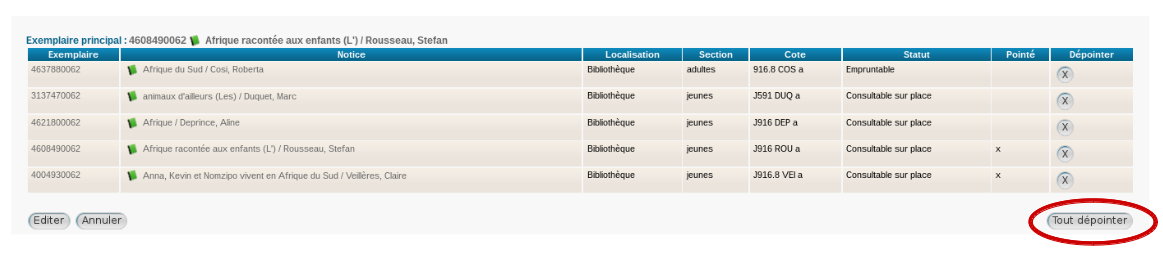 Exemplaire principal : 4608490062 Afrique racontée aux enfants (L') / Rousseau, Stefan
Exemplaire Notice Localisation Section Cote Statut Pointé Dépointer
4637880062 Afrique du Sud / Cosi, Roberta Bibliothèque adultes 916.8 COS a Empruntable X
3137470062 animaux d'ailleurs (Les) / Duquet, Marc Bibliothèque jeunes J591 DUQ a Consultable sur place X
4621800062 Afrique / Deprince, Aline Bibliothèque jeunes J916 DEP a Consultable sur place X
4608490062 Afrique racontée aux enfants (L') / Rousseau, Stefan Bibliothèque jeunes J916 ROU a Consultable sur place x X
4004930062 Anna, Kevin et Nomzipo vivent en Afrique du Sud / Veillères, Claire Bibliothèque jeunes J916.8 VEI a Consultable sur place x X
Editer Annuler Tout dépointer